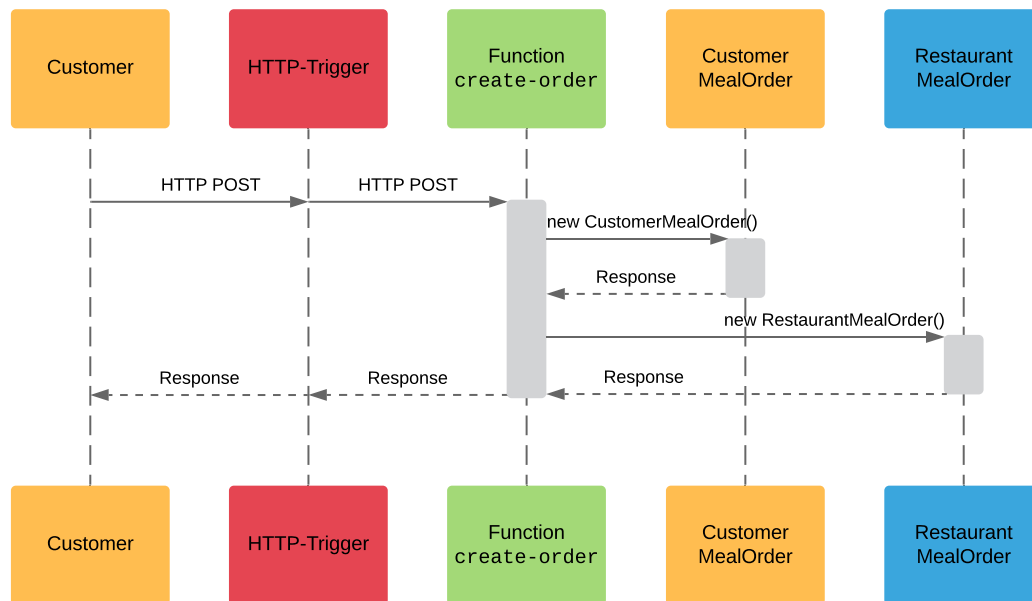 Customer
HTTP-Trigger
Function
create-order
Customer
MealOrder
Restaurant
MealOrder
HTTP POST
HTTP POST
new CustomerMealOrder()
Response
new RestaurantMealOrder()
Response
Response
Response
Customer
HTTP-Trigger
Function
create-order
Customer
MealOrder
Restaurant
MealOrder